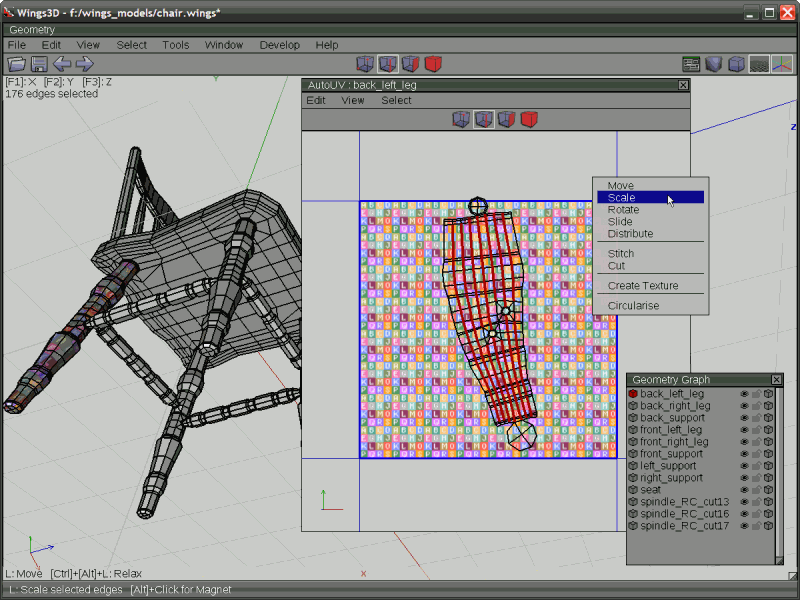 Wings3D - f:/wings_models/chair.wings*
Geometry
File Edit View Select Tools Window Develop Help
[F1]: X [F2]: Y [F3]: Z
176 edges selected
AutoUV : back_left_leg
Edit View Select
Z
Move
Scale
Rotate
Slide
Distribute
Stitch
Cut
Create Texture
Circularise
Geometry Graph
back_left_leg
back_right_leg
back_support
front_left_leg
front_right_leg
front_support
left_support
right_support
seat
spindle_RC_cut13
spindle_RC_cut16
spindle_RC_cut17
L: Move [Ctrl]+[Alt]+L: Relax
X
L: Scale selected edges [Alt]+Click for Magnet